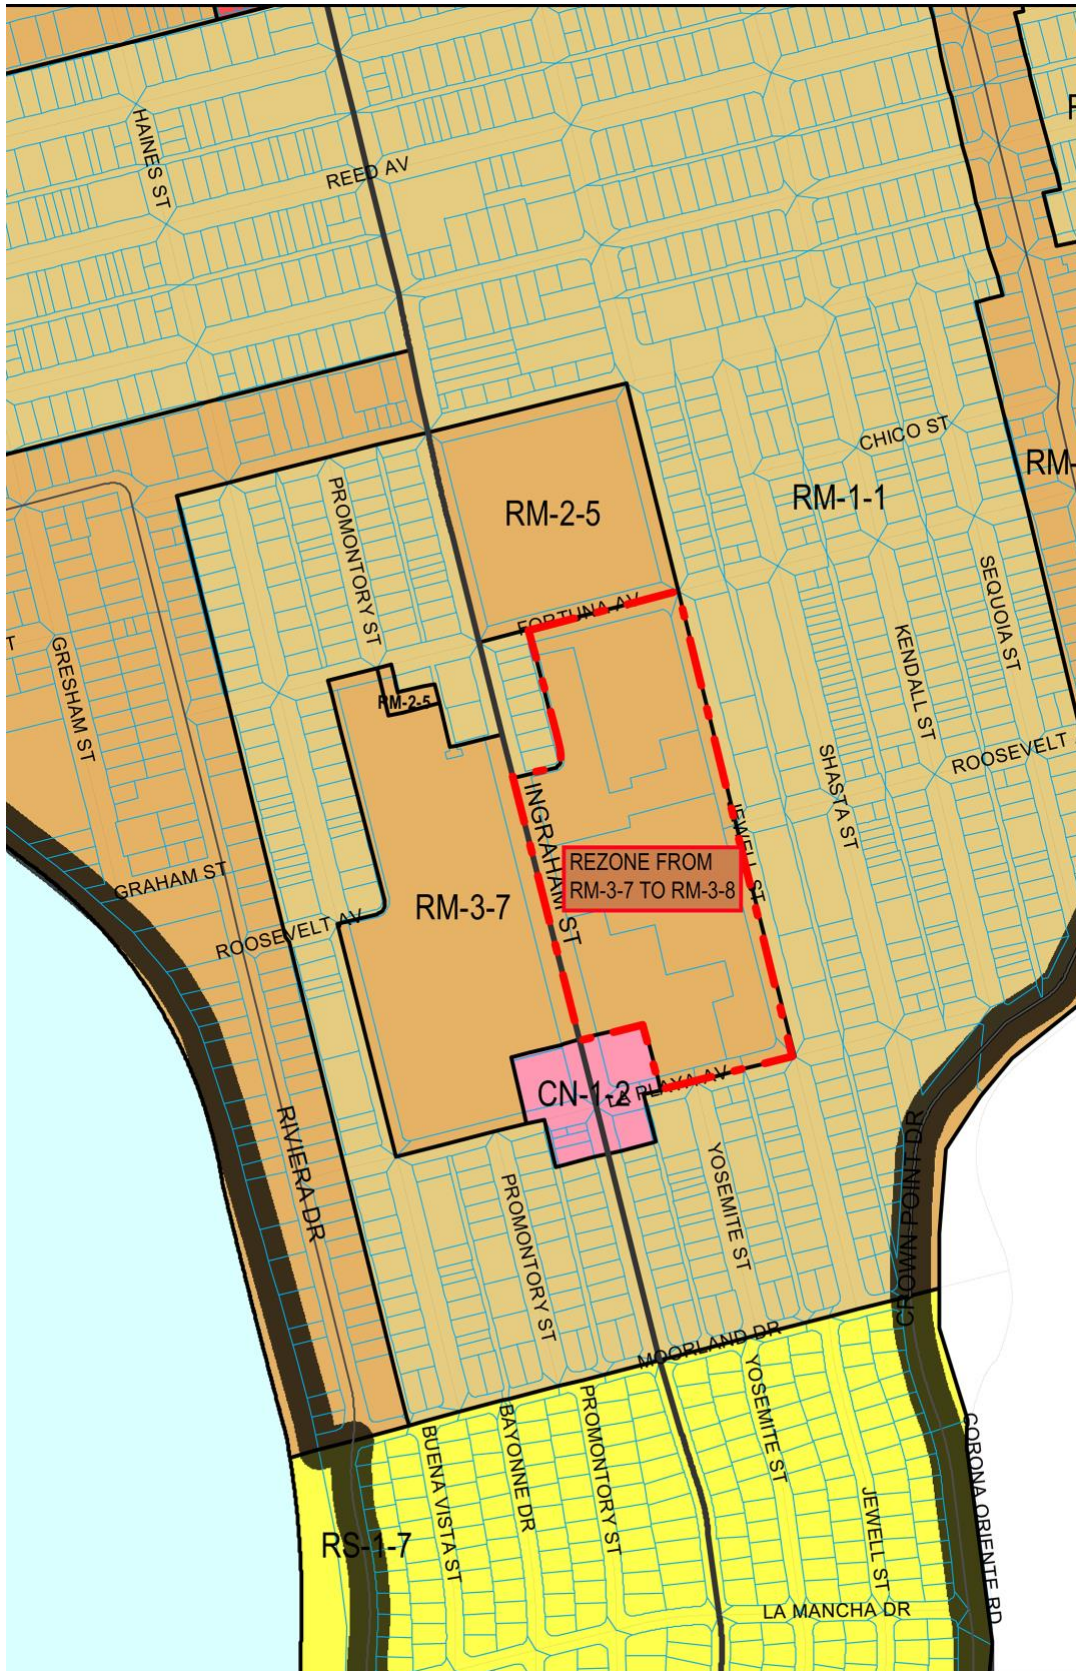 HAINES ST
REED AV
CHICO ST
RM-
RM-2-5
RM-1-1
PROMONTORY ST
SEQUOIA ST
FORTUNA AV
T
GRESHAM ST
KENDALL ST
RM-2-5
SHASTA ST
ROOSEVELT
INGRAHAM ST
JEWELL ST
REZONE FROM
RM-3-7 TO RM-3-8
GRAHAM ST
RM-3-7
ROOSEVELT AV
CN-1-2
LA PLAYA AV
RIVIERA DR
PROMONTORY ST
YOSEMITE ST
CROWN POINT DR
MOORLAND DR
BUENA VISTA ST
BAYONNE DR
PROMONTORY ST
YOSEMITE ST
JEWELL ST
CORONA ORIENTE RD
RS-1-7
LA MANCHA DR